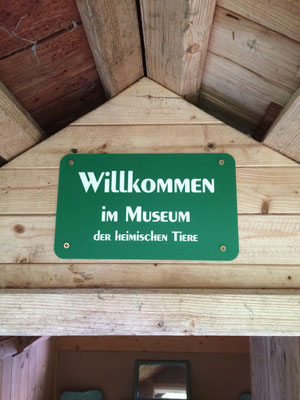 Willkommen
im Museum
der heimischen Tiere